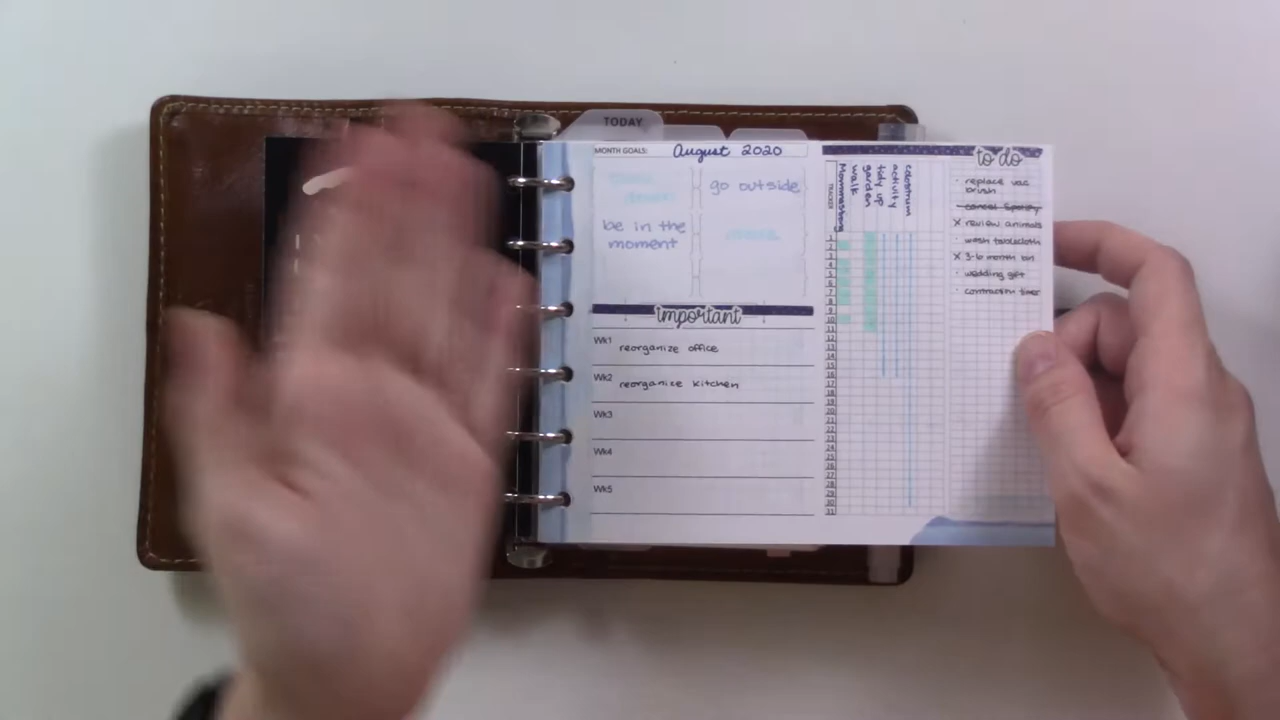 TODAY
MONTH GOALS: August 2020
go outside
be in the
moment
important
Wk1 reorganize office
Wk2 reorganize kitchen
Wk3
Wk4
Wk5
TRACKER
walk
garden
tidy up
activity
colostrum
1
2
3
4
5
6
7
8
9
10
11
12
13
14
15
16
17
18
19
20
21
22
23
24
25
26
27
28
29
30
31
to do
· replace vac
brush
· cancel Spotify
X review animals
· wash tablecloth
X 3-6 month bin
· wedding gift
· contraction timer